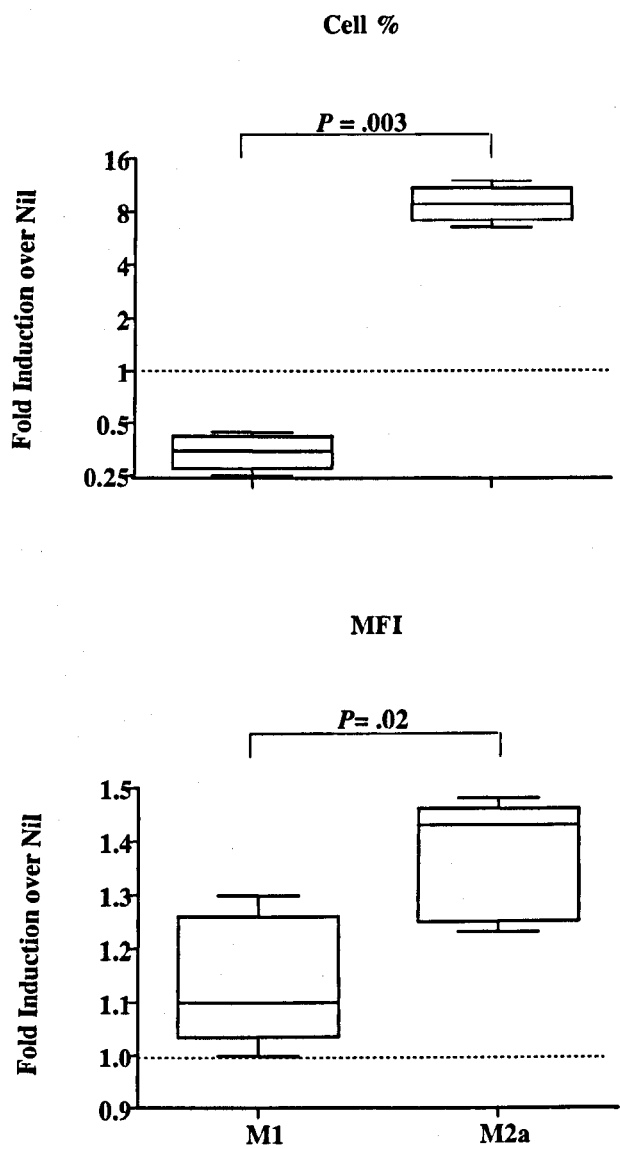 Cell %
P = .003
Fold Induction over Nil
16
8
4
2
1
0.5
0.25
MFI
P= .02
Fold Induction over Nil
1.5
1.4
1.3
1.2
1.1
1.0
0.9
M1
M2a